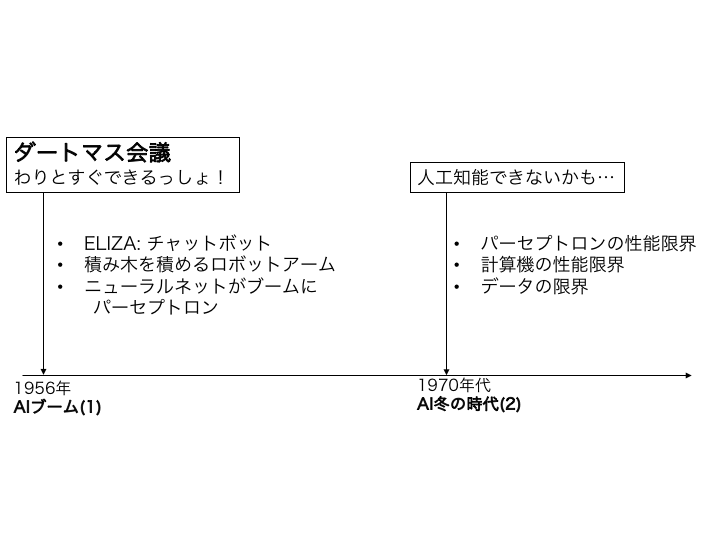 ダートマス会議
わりとすぐできるっしょ！
人工知能できないかも…
• ELIZA: チャットボット
• 積み木を積めるロボットアーム
• ニューラルネットがブームに
パーセプトロン
• パーセプトロンの性能限界
• 計算機の性能限界
• データの限界
1956年
AIブーム(1)
1970年代
AI冬の時代(2)